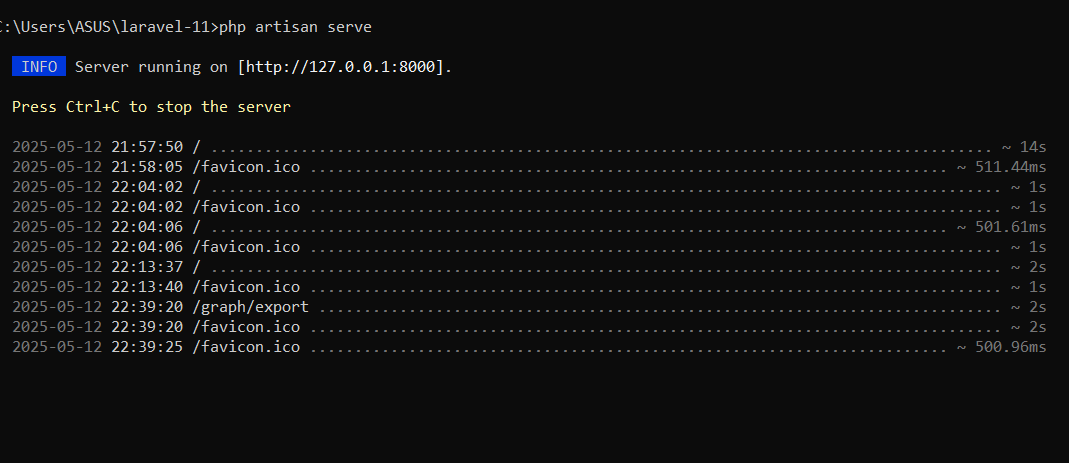 C:\Users\ASUS\laravel-11>php artisan serve
INFO Server running on [http://127.0.0.1:8000].
Press Ctrl+C to stop the server
2025-05-12 21:57:50 / ....................................................................................... ~ 14s
2025-05-12 21:58:05 /favicon.ico ....................................................................... ~ 511.44ms
2025-05-12 22:04:02 / ........................................................................................ ~ 1s
2025-05-12 22:04:02 /favicon.ico ............................................................................. ~ 1s
2025-05-12 22:04:06 / .................................................................................. ~ 501.61ms
2025-05-12 22:04:06 /favicon.ico ............................................................................. ~ 1s
2025-05-12 22:13:37 / ........................................................................................ ~ 2s
2025-05-12 22:13:40 /favicon.ico ............................................................................. ~ 1s
2025-05-12 22:39:20 /graph/export ............................................................................ ~ 2s
2025-05-12 22:39:20 /favicon.ico ............................................................................. ~ 2s
2025-05-12 22:39:25 /favicon.ico ....................................................................... ~ 500.96ms